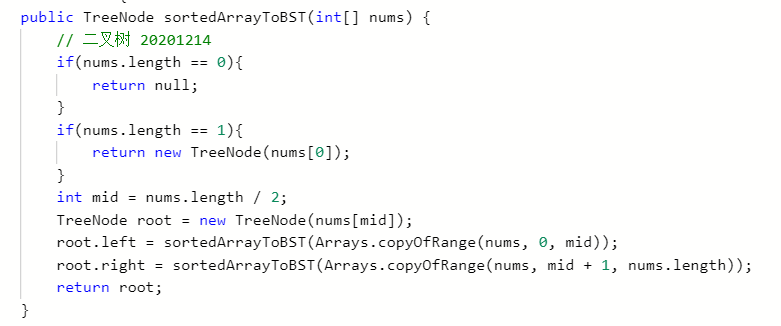 public TreeNode sortedArrayToBST(int[] nums) {
    // 二叉树 20201214
    if(nums.length == 0){
        return null;
    }
    if(nums.length == 1){
        return new TreeNode(nums[0]);
    }
    int mid = nums.length / 2;
    TreeNode root = new TreeNode(nums[mid]);
    root.left = sortedArrayToBST(Arrays.copyOfRange(nums, 0, mid));
    root.right = sortedArrayToBST(Arrays.copyOfRange(nums, mid + 1, nums.length));
    return root;
}